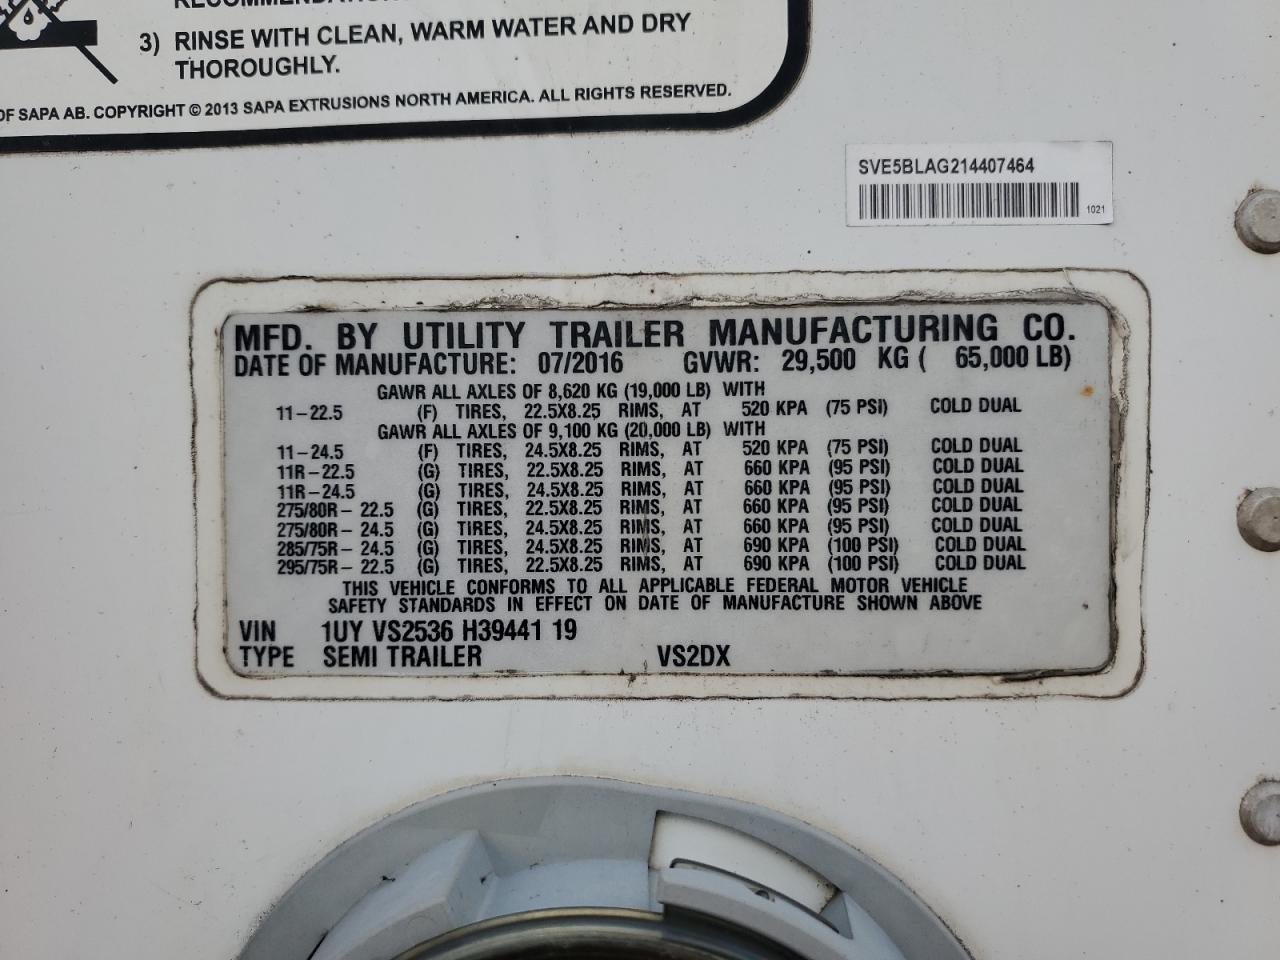 3) RINSE WITH CLEAN, WARM WATER AND DRY
THOROUGHLY.
OF SAPA AB. COPYRIGHT © 2013 SAPA EXTRUSIONS NORTH AMERICA. ALL RIGHTS RESERVED.
SVE5BLAG214407464
1021
MFD. BY UTILITY TRAILER MANUFACTURING CO.
DATE OF MANUFACTURE: 07/2016 GVWR: 29,500 KG ( 65,000 LB)
GAWR ALL AXLES OF 8,620 KG (19,000 LB) WITH
11-22.5 (F) TIRES, 22.5X8.25 RIMS, AT 520 KPA (75 PSI) COLD DUAL
GAWR ALL AXLES OF 9,100 KG (20,000 LB) WITH
11-24.5 (F) TIRES, 24.5X8.25 RIMS, AT 520 KPA (75 PSI) COLD DUAL
11R-22.5 (G) TIRES, 22.5X8.25 RIMS, AT 660 KPA (95 PSI) COLD DUAL
11R-24.5 (G) TIRES, 24.5X8.25 RIMS, AT 660 KPA (95 PSI) COLD DUAL
275/80R- 22.5 (G) TIRES, 22.5X8.25 RIMS, AT 660 KPA (95 PSI) COLD DUAL
275/80R- 24.5 (G) TIRES, 24.5X8.25 RIMS, AT 660 KPA (95 PSI) COLD DUAL
285/75R- 24.5 (G) TIRES, 24.5X8.25 RIMS, AT 690 KPA (100 PSI) COLD DUAL
295/75R- 22.5 (G) TIRES, 22.5X8.25 RIMS, AT 690 KPA (100 PSI) COLD DUAL
THIS VEHICLE CONFORMS TO ALL APPLICABLE FEDERAL MOTOR VEHICLE
SAFETY STANDARDS IN EFFECT ON DATE OF MANUFACTURE SHOWN ABOVE
VIN 1UY VS2536 H39441 19
TYPE SEMI TRAILER VS2DX